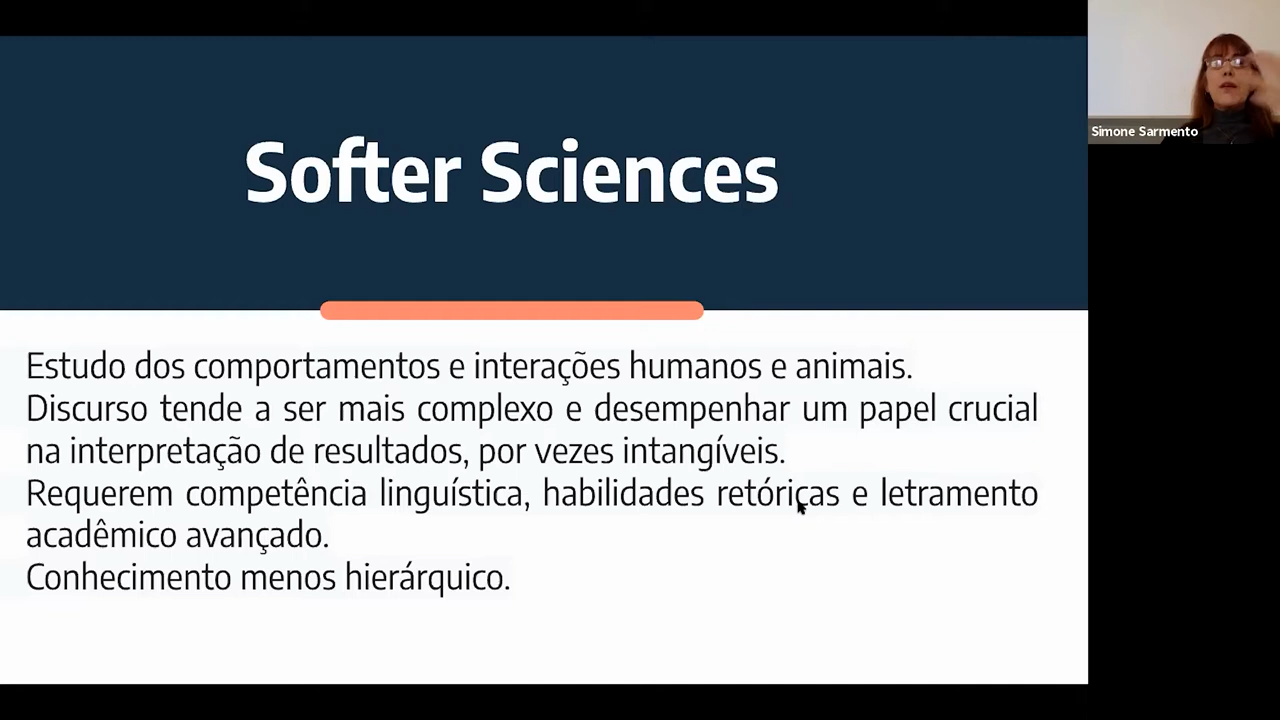 Softer Sciences
Simone Sarmento
Estudo dos comportamentos e interações humanos e animais.
Discurso tende a ser mais complexo e desempenhar um papel crucial
na interpretação de resultados, por vezes intangíveis.
Requerem competência linguística, habilidades retóricas e letramento
acadêmico avançado.
Conhecimento menos hierárquico.